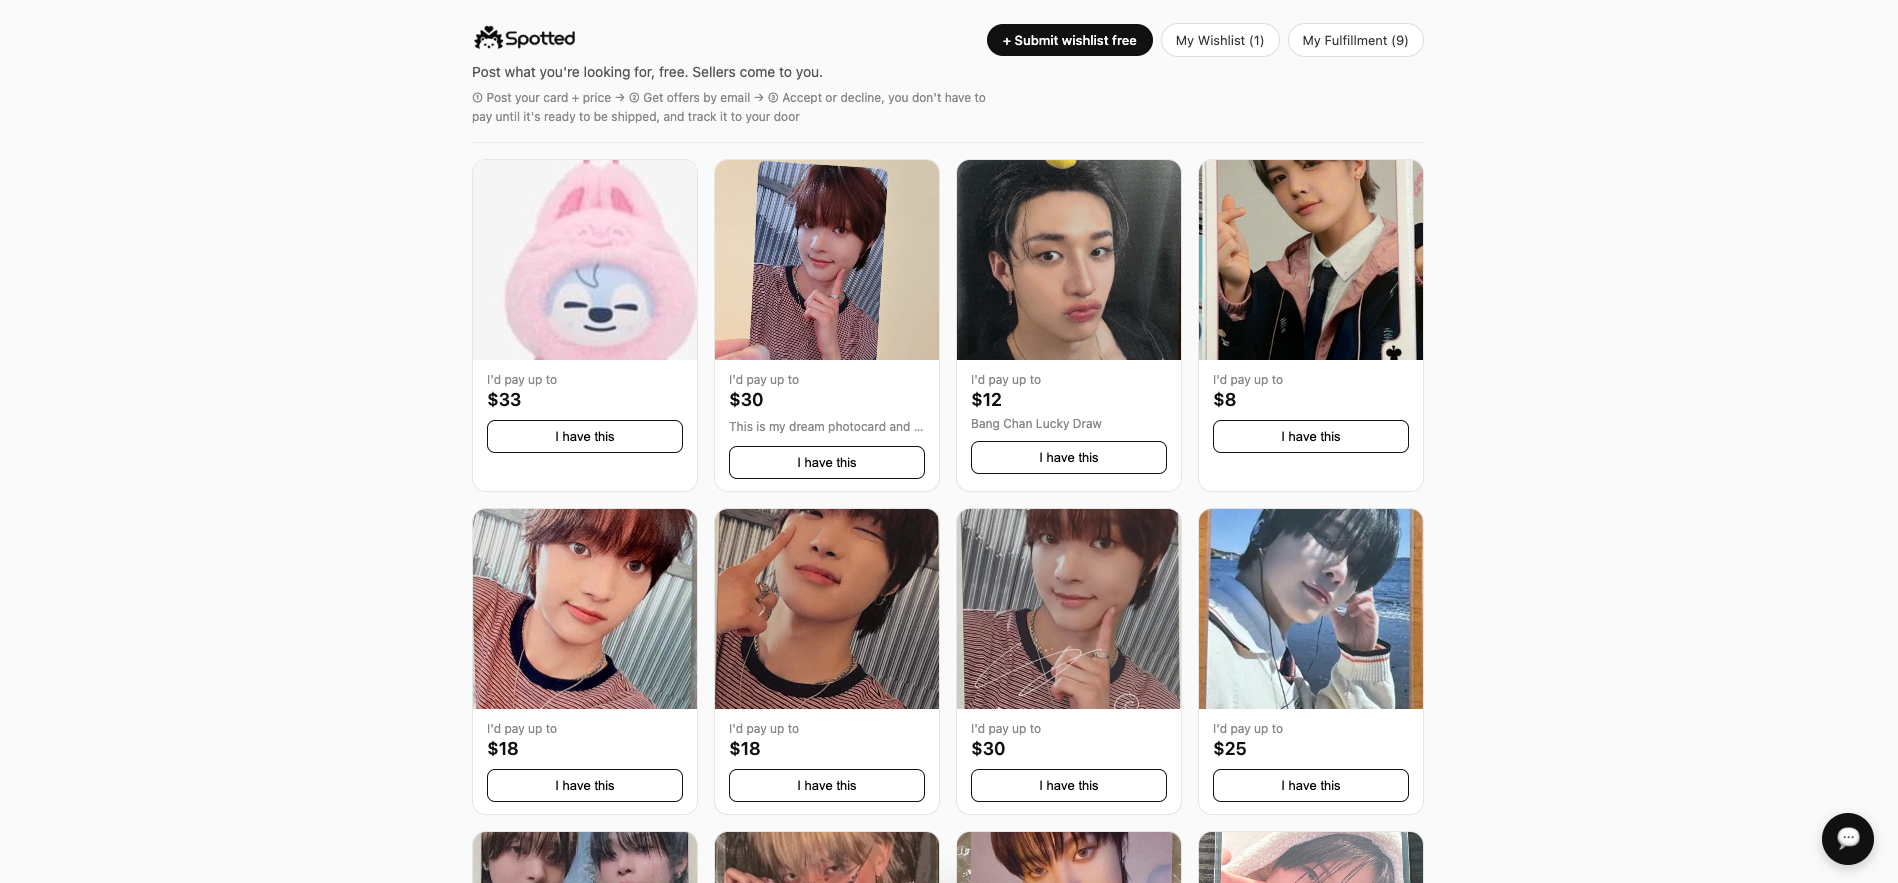 Spotted
+ Submit wishlist free
My Wishlist (1)
My Fulfillment (9)
Post what you're looking for, free. Sellers come to you.
① Post your card + price → ② Get offers by email → ③ Accept or decline, you don't have to
pay until it's ready to be shipped, and track it to your door
I'd pay up to
$33
I have this
I'd pay up to
$30
This is my dream photocard and ...
I have this
I'd pay up to
$12
Bang Chan Lucky Draw
I have this
I'd pay up to
$8
I have this
I'd pay up to
$18
I have this
I'd pay up to
$18
I have this
I'd pay up to
$30
I have this
I'd pay up to
$25
I have this